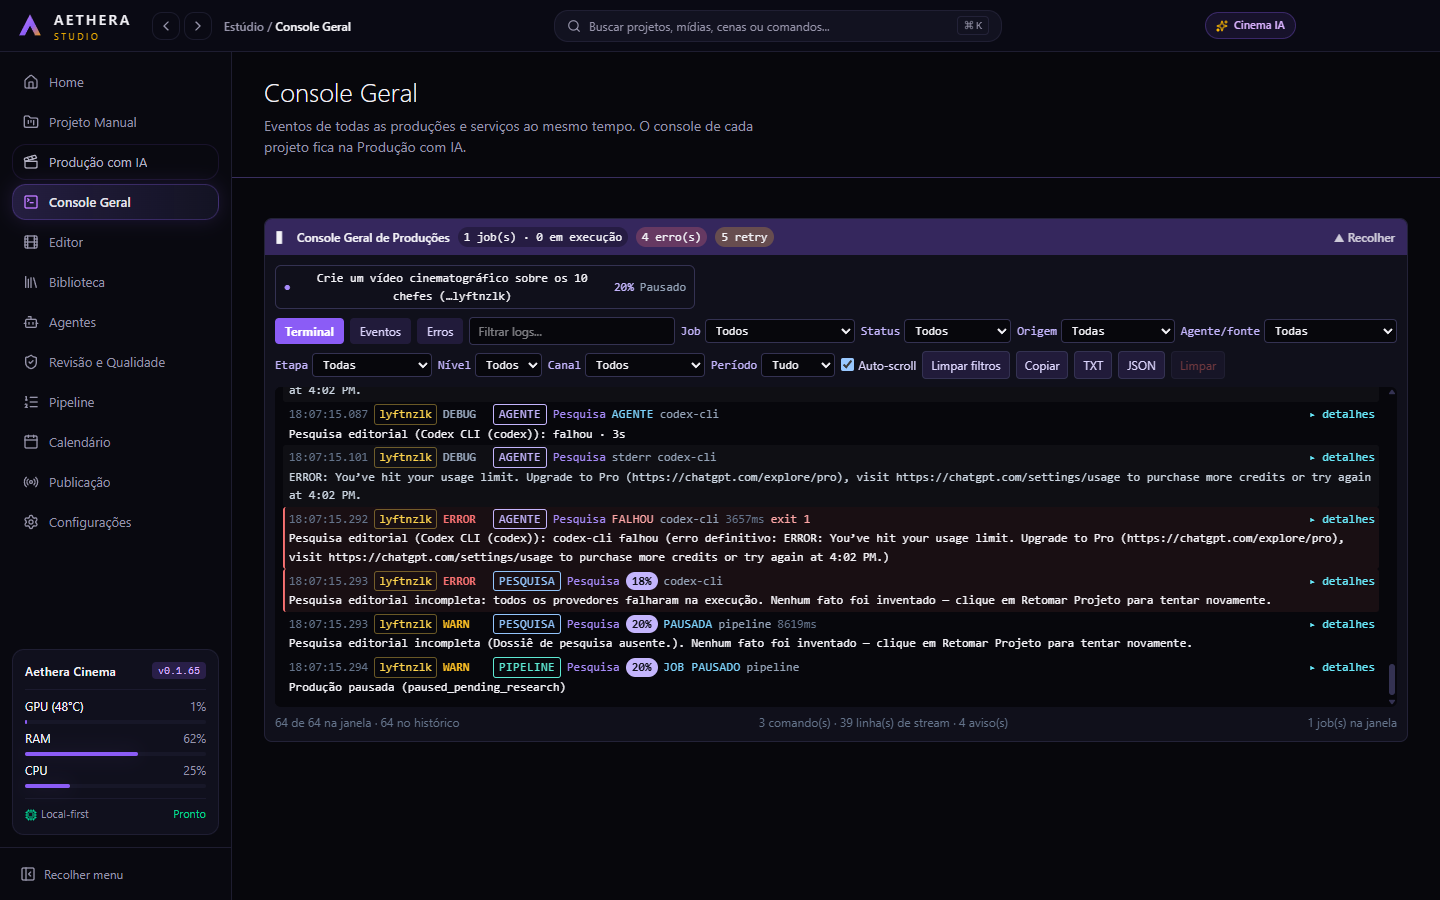 AETHERA
STUDIO
Estúdio / Console Geral
Buscar projetos, mídias, cenas ou comandos...
⌘ K
Cinema IA
Home
Projeto Manual
Produção com IA
Console Geral
Editor
Biblioteca
Agentes
Revisão e Qualidade
Pipeline
Calendário
Publicação
Configurações
Aethera Cinema v0.1.65
GPU (48°C) 1%
RAM 62%
CPU 25%
Local-first Pronto
Recolher menu
Console Geral
Eventos de todas as produções e serviços ao mesmo tempo. O console de cada
projeto fica na Produção com IA.
Console Geral de Produções 1 job(s) · 0 em execução 4 erro(s) 5 retry ▲ Recolher
Crie um vídeo cinematográfico sobre os 10
chefes (…lyftnzlk) 20% Pausado
Terminal Eventos Erros Filtrar logs... Job Todos Status Todos Origem Todas Agente/fonte Todas
Etapa Todas Nível Todos Canal Todos Período Tudo Auto-scroll Limpar filtros Copiar TXT JSON Limpar
at 4:02 PM.
18:07:15.087 lyftnzlk DEBUG AGENTE Pesquisa AGENTE codex-cli ▸ detalhes
Pesquisa editorial (Codex CLI (codex)): falhou · 3s
18:07:15.101 lyftnzlk DEBUG AGENTE Pesquisa stderr codex-cli ▸ detalhes
ERROR: You’ve hit your usage limit. Upgrade to Pro (https://chatgpt.com/explore/pro), visit https://chatgpt.com/settings/usage to purchase more credits or try again
at 4:02 PM.
18:07:15.292 lyftnzlk ERROR AGENTE Pesquisa FALHOU codex-cli 3657ms exit 1 ▸ detalhes
Pesquisa editorial (Codex CLI (codex)): codex-cli falhou (erro definitivo: ERROR: You’ve hit your usage limit. Upgrade to Pro (https://chatgpt.com/explore/pro),
visit https://chatgpt.com/settings/usage to purchase more credits or try again at 4:02 PM.)
18:07:15.293 lyftnzlk ERROR PESQUISA Pesquisa 18% codex-cli ▸ detalhes
Pesquisa editorial incompleta: todos os provedores falharam na execução. Nenhum fato foi inventado — clique em Retomar Projeto para tentar novamente.
18:07:15.293 lyftnzlk WARN PESQUISA Pesquisa 20% PAUSADA pipeline 8619ms ▸ detalhes
Pesquisa editorial incompleta (Dossiê de pesquisa ausente.). Nenhum fato foi inventado — clique em Retomar Projeto para tentar novamente.
18:07:15.294 lyftnzlk WARN PIPELINE Pesquisa 20% JOB PAUSADO pipeline ▸ detalhes
Produção pausada (paused_pending_research)
64 de 64 na janela · 64 no histórico 3 comando(s) · 39 linha(s) de stream · 4 aviso(s) 1 job(s) na janela